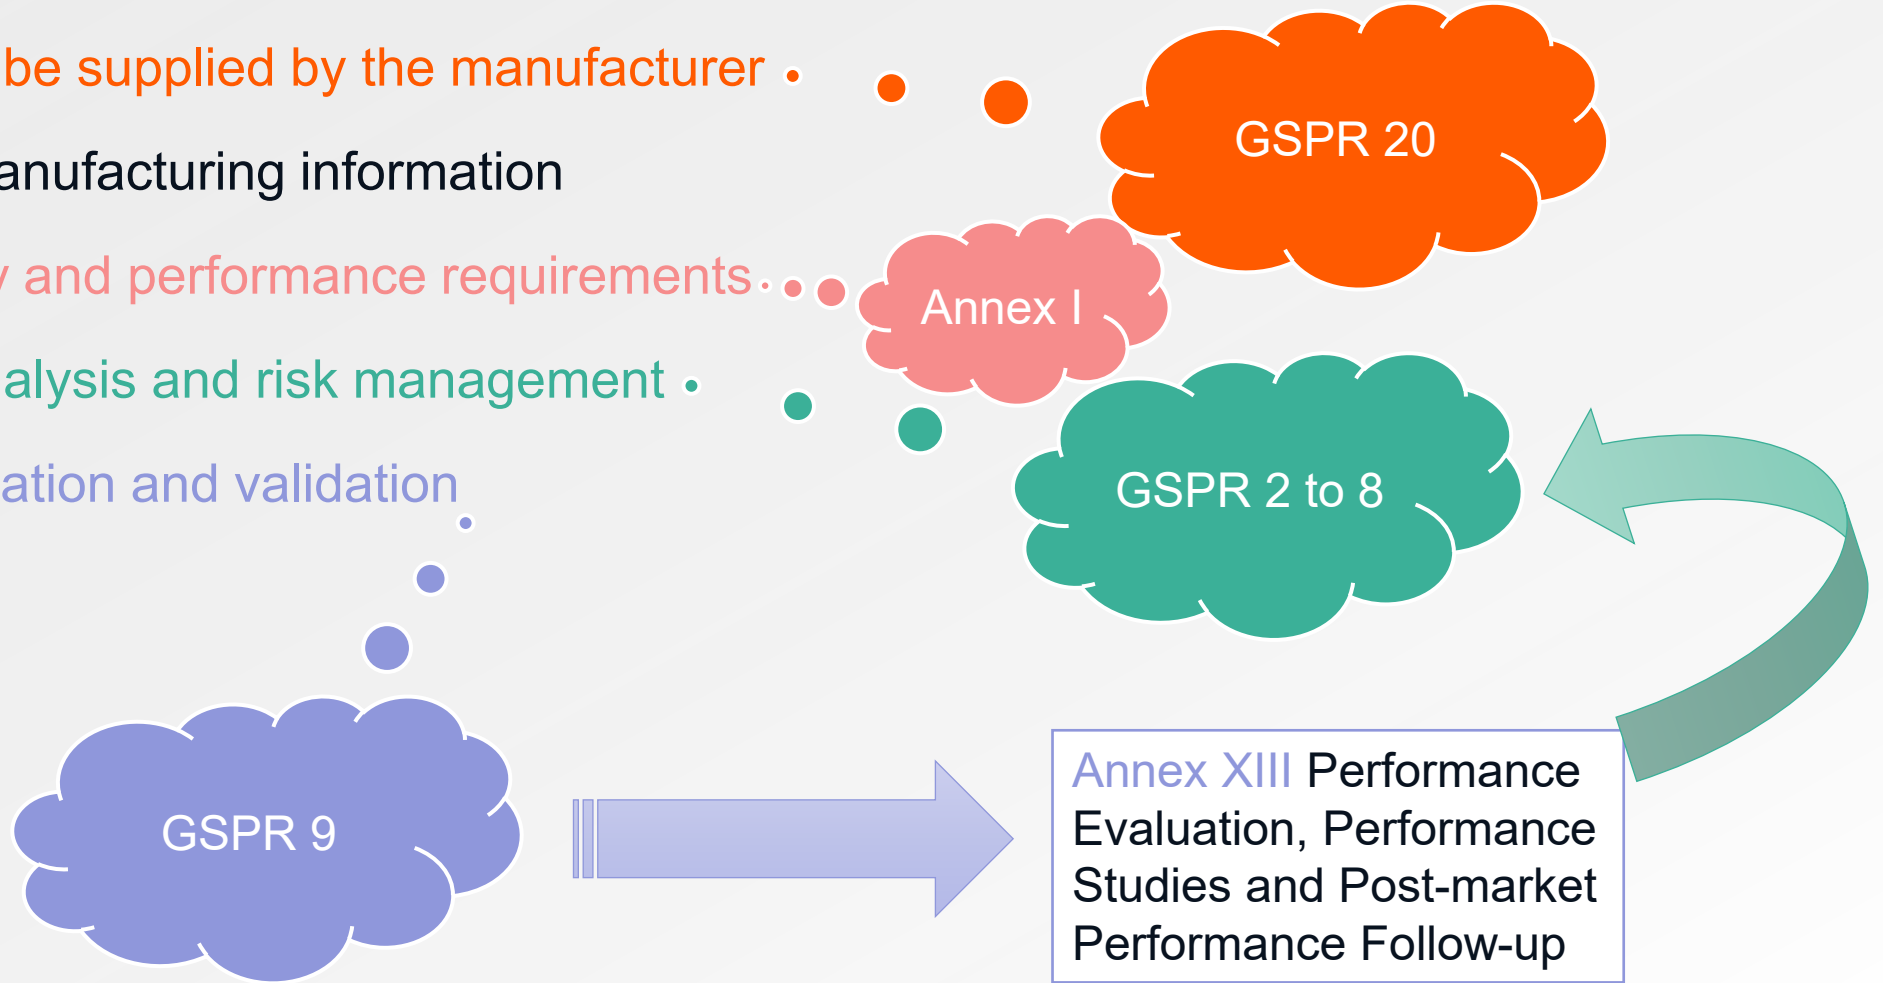 be supplied by the manufacturer
GSPR 20
anufacturing information
y and performance requirements
Annex I
alysis and risk management
GSPR 2 to 8
ation and validation
GSPR 9
Annex XIII Performance
Evaluation, Performance
Studies and Post-market
Performance Follow-up